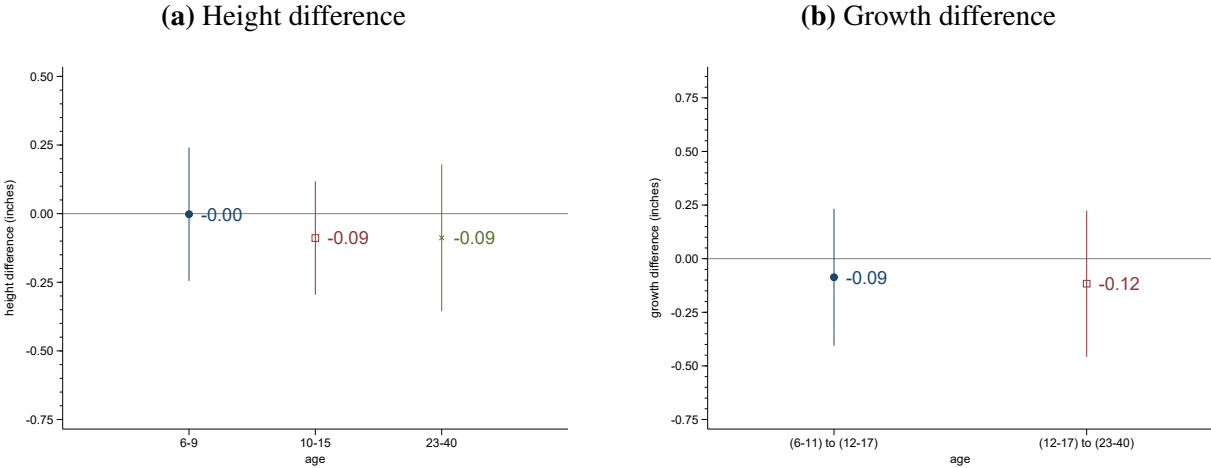 (a) Height difference
0.50
0.25
0.00
-0.25
-0.50
-0.75
height difference (inches)
-0.00
-0.09
-0.09
6-9
10-15
23-40
age
(b) Growth difference
0.75
0.50
0.25
0.00
-0.25
-0.50
-0.75
growth difference (inches)
-0.09
-0.12
(6-11) to (12-17)
(12-17) to (23-40)
age